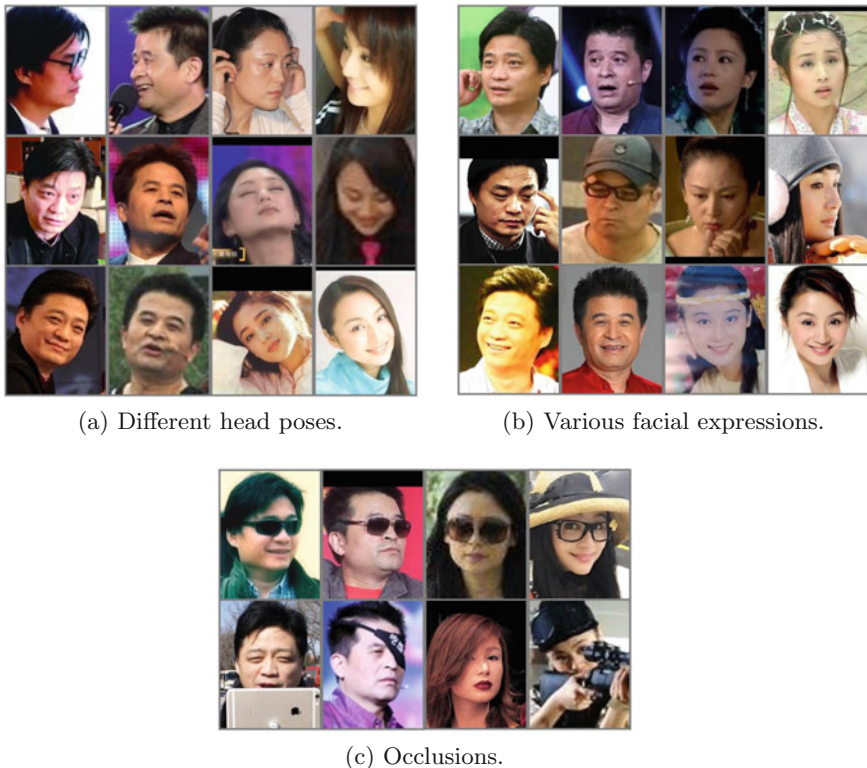 (a) Different head poses.
(b) Various facial expressions.
(c) Occlusions.